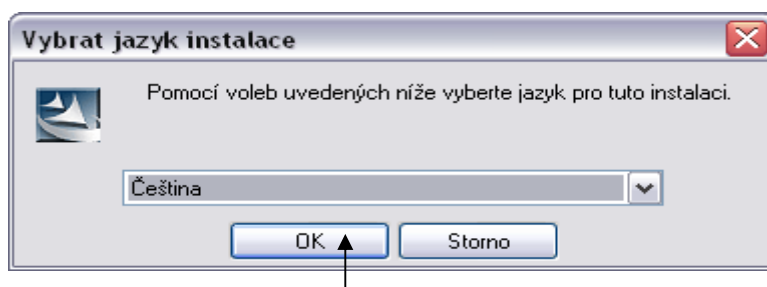 Vybrat jazyk instalace
Pomocí voleb uvedených níže vyberte jazyk pro tuto instalaci.
Čeština
OK
Storno